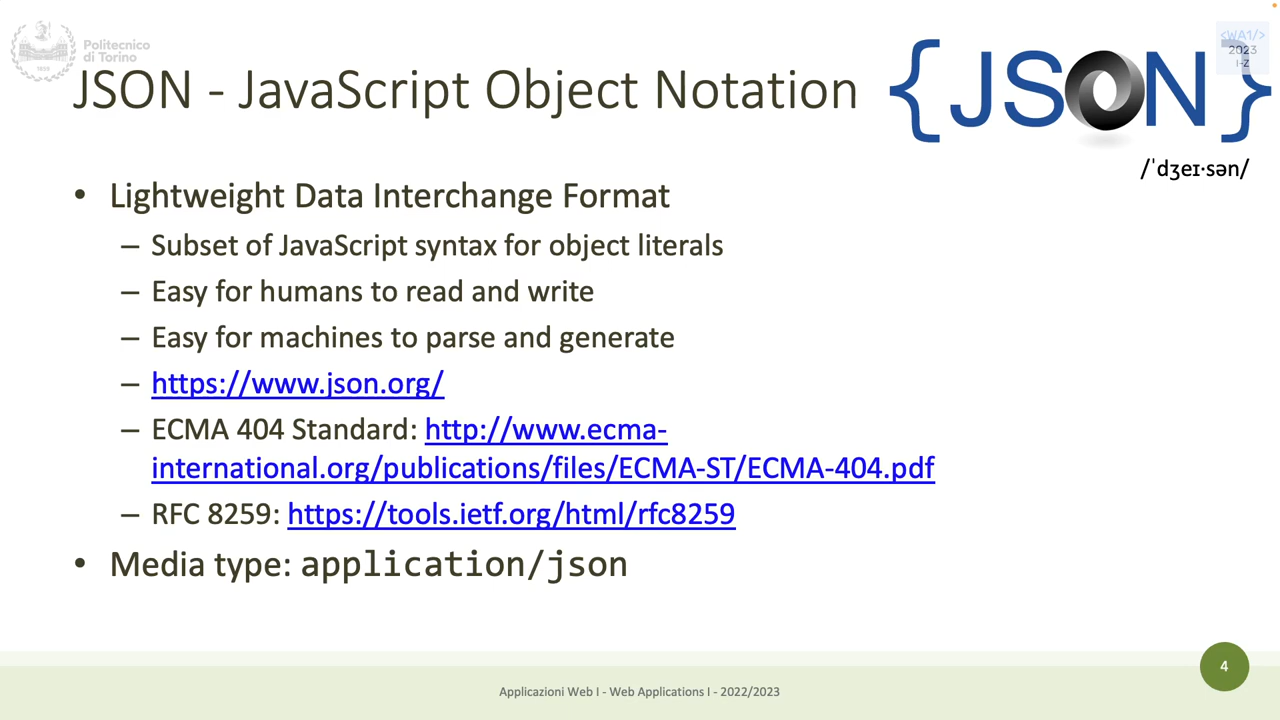 Politecnico
di Torino
1859
<WA1/>
2023
I-Z
JSON - JavaScript Object Notation
{JSON}
/ˈdʒeɪ·sən/
• Lightweight Data Interchange Format
– Subset of JavaScript syntax for object literals
– Easy for humans to read and write
– Easy for machines to parse and generate
– https://www.json.org/
– ECMA 404 Standard: http://www.ecma-
international.org/publications/files/ECMA-ST/ECMA-404.pdf
– RFC 8259: https://tools.ietf.org/html/rfc8259
• Media type: application/json
4
Applicazioni Web I - Web Applications I - 2022/2023